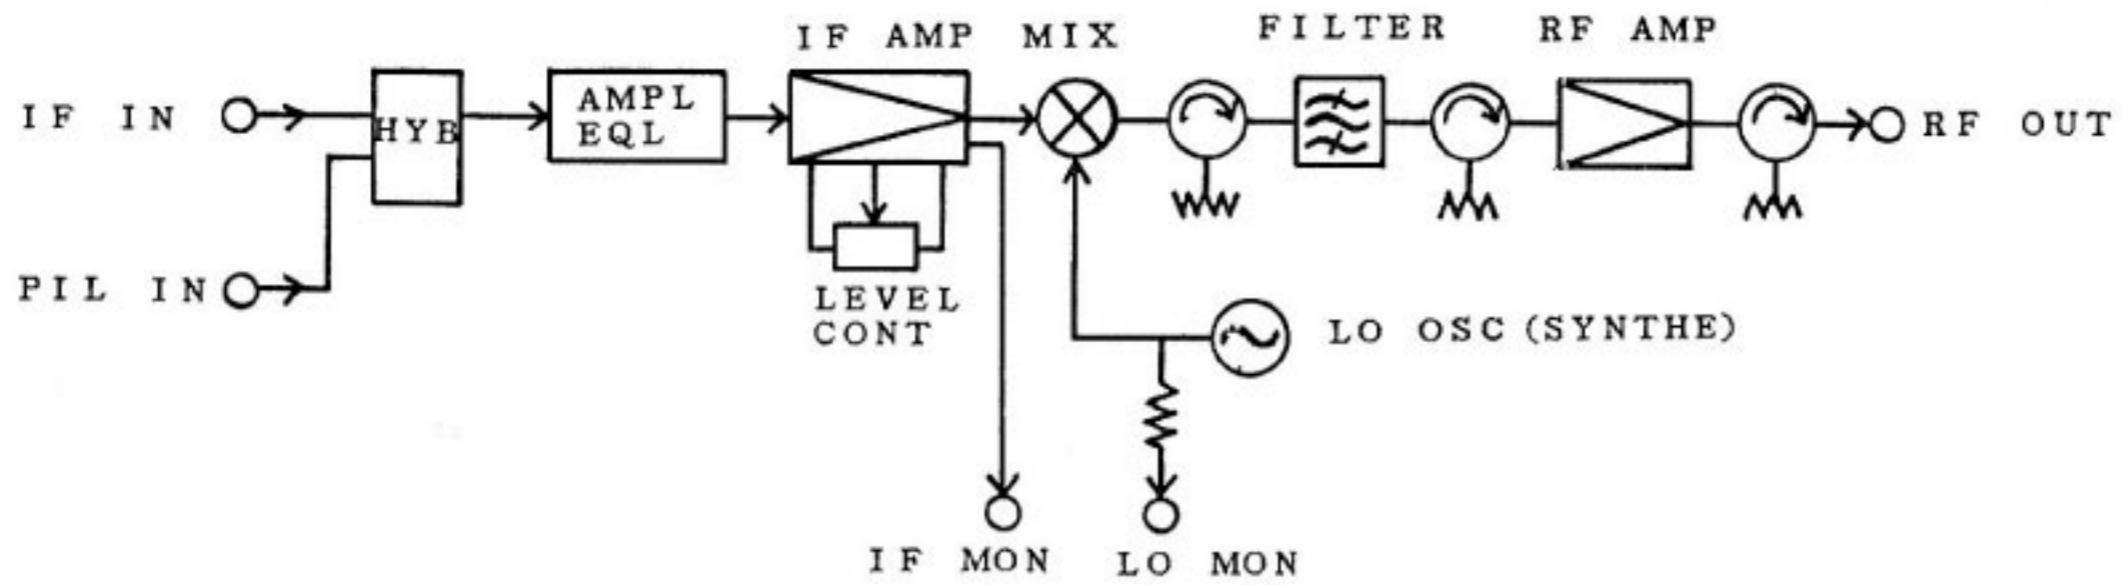 IF AMP MIX FILTER RF AMP
IF IN
HYB
AMPL
EQL
RF OUT
PIL IN
LEVEL
CONT
LO OSC (SYNTHE)
IF MON LO MON